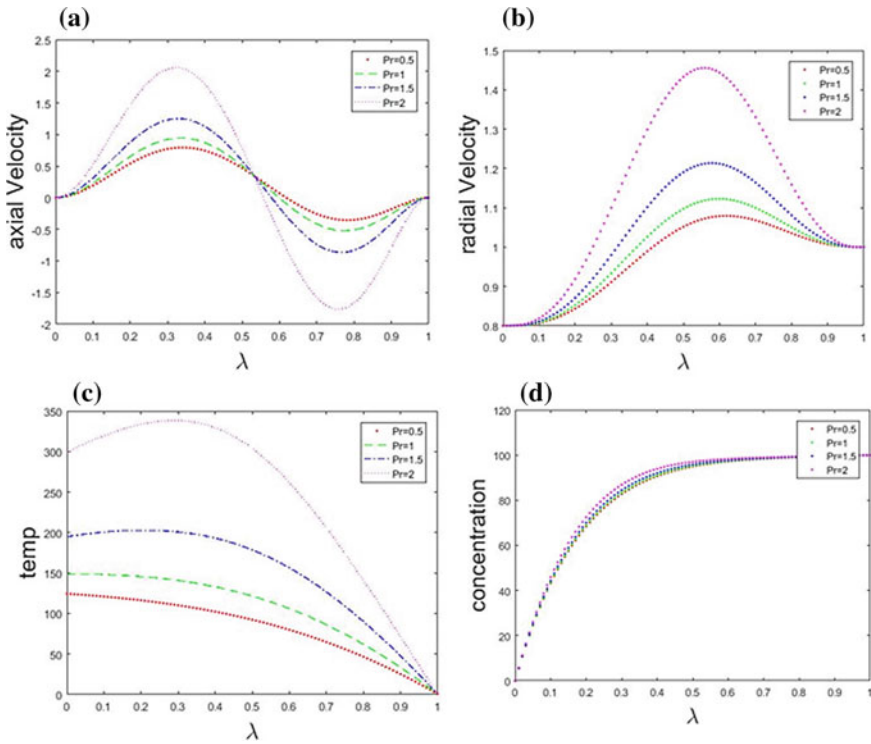 (a)
axial Velocity
2.5
2
1.5
1
0.5
0
-0.5
-1
-1.5
-2
Pr=0.5
Pr=1
Pr=1.5
Pr=2
0 0.1 0.2 0.3 0.4 0.5 0.6 0.7 0.8 0.9 1
λ
(b)
radial Velocity
1.5
1.4
1.3
1.2
1.1
1
0.9
0.8
Pr=0.5
Pr=1
Pr=1.5
Pr=2
0 0.1 0.2 0.3 0.4 0.5 0.6 0.7 0.8 0.9 1
λ
(c)
temp
350
300
250
200
150
100
50
0
Pr=0.5
Pr=1
Pr=1.5
Pr=2
0 0.1 0.2 0.3 0.4 0.5 0.6 0.7 0.8 0.9 1
λ
(d)
concentration
120
100
80
60
40
20
0
Pr=0.5
Pr=1
Pr=1.5
Pr=2
0 0.1 0.2 0.3 0.4 0.5 0.6 0.7 0.8 0.9 1
λ